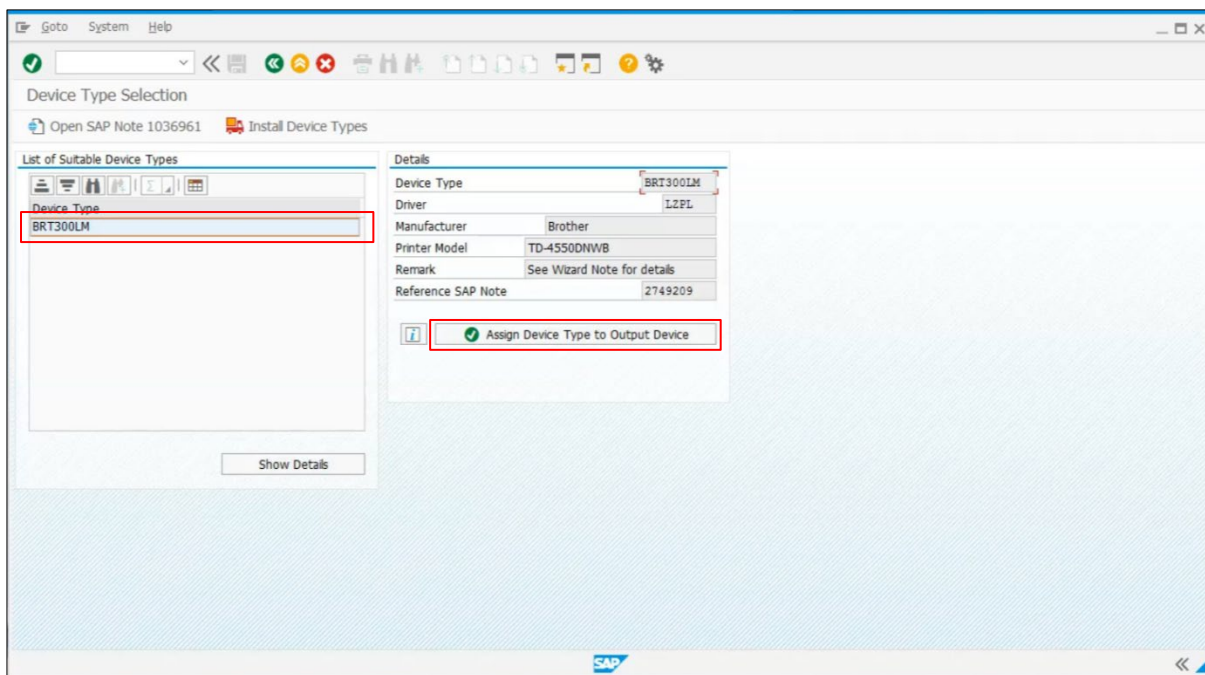 Goto System Help
Device Type Selection
Open SAP Note 1036961 Install Device Types
List of Suitable Device Types
Device Type
BRT300LM
Show Details
Details
Device Type BRT300LM
Driver LZPL
Manufacturer Brother
Printer Model TD-4550DNWB
Remark See Wizard Note for details
Reference SAP Note 2749209
Assign Device Type to Output Device
SAP